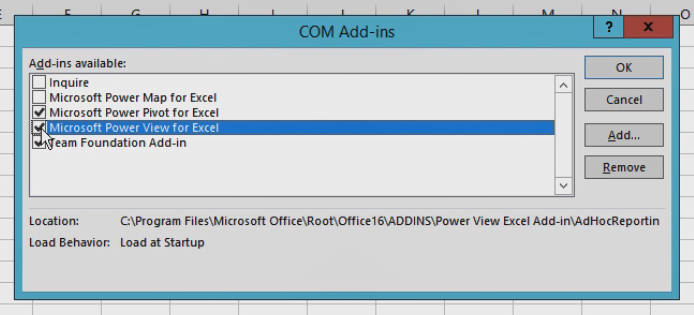 E F G H I J K L M N O
COM Add-ins
? x
Add-ins available:
OK
Inquire
Microsoft Power Map for Excel
Cancel
Microsoft Power Pivot for Excel
Microsoft Power View for Excel
Add...
Team Foundation Add-in
Remove
Location: C:\Program Files\Microsoft Office\Root\Office16\ADDINS\Power View Excel Add-in\AdHocReportin
Load Behavior: Load at Startup